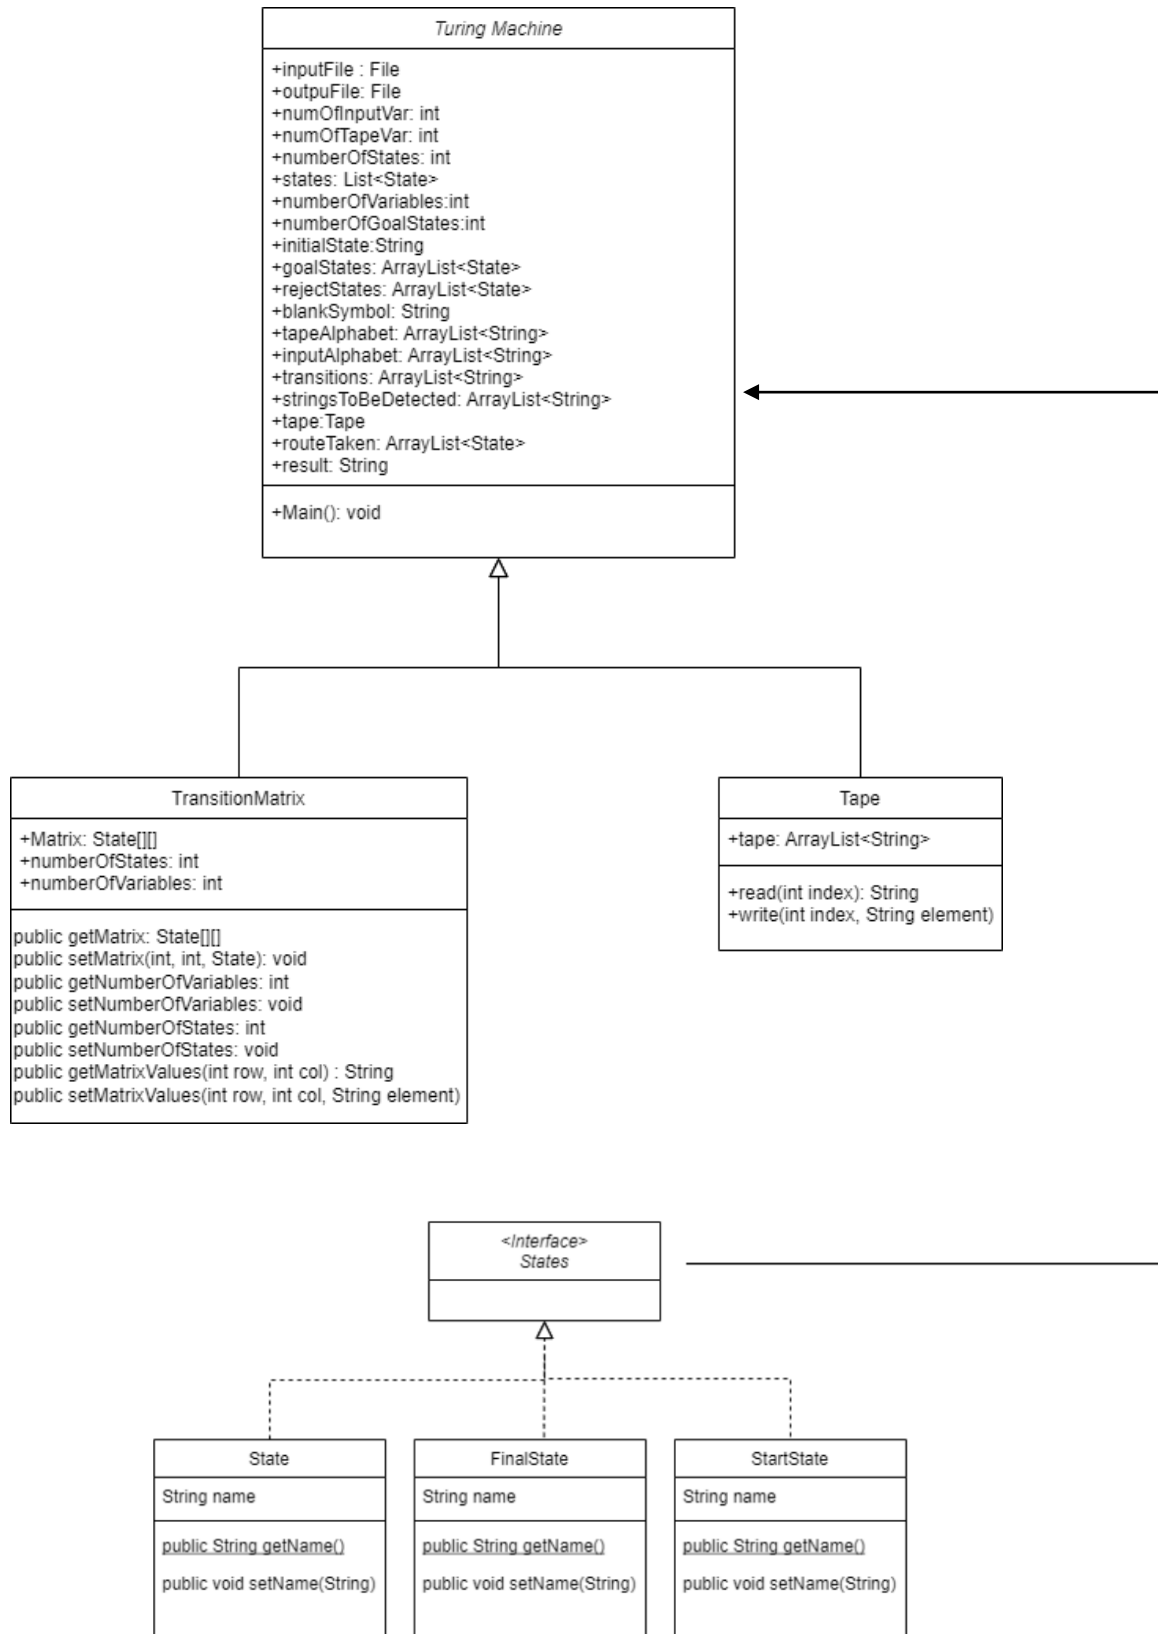 Turing Machine
+inputFile : File
+outpuFile: File
+numOfInputVar: int
+numOfTapeVar: int
+numberOfStates: int
+states: List<State>
+numberOfVariables:int
+numberOfGoalStates:int
+initialState:String
+goalStates: ArrayList<State>
+rejectStates: ArrayList<State>
+blankSymbol: String
+tapeAlphabet: ArrayList<String>
+inputAlphabet: ArrayList<String>
+transitions: ArrayList<String>
+stringsToBeDetected: ArrayList<String>
+tape:Tape
+routeTaken: ArrayList<State>
+result: String
+Main(): void
TransitionMatrix
+Matrix: State[][]
+numberOfStates: int
+numberOfVariables: int
public getMatrix: State[][]
public setMatrix(int, int, State): void
public getNumberOfVariables: int
public setNumberOfVariables: void
public getNumberOfStates: int
public setNumberOfStates: void
public getMatrixValues(int row, int col) : String
public setMatrixValues(int row, int col, String element)
Tape
+tape: ArrayList<String>
+read(int index): String
+write(int index, String element)
<Interface>
States
State
String name
public String getName()
public void setName(String)
FinalState
String name
public String getName()
public void setName(String)
StartState
String name
public String getName()
public void setName(String)